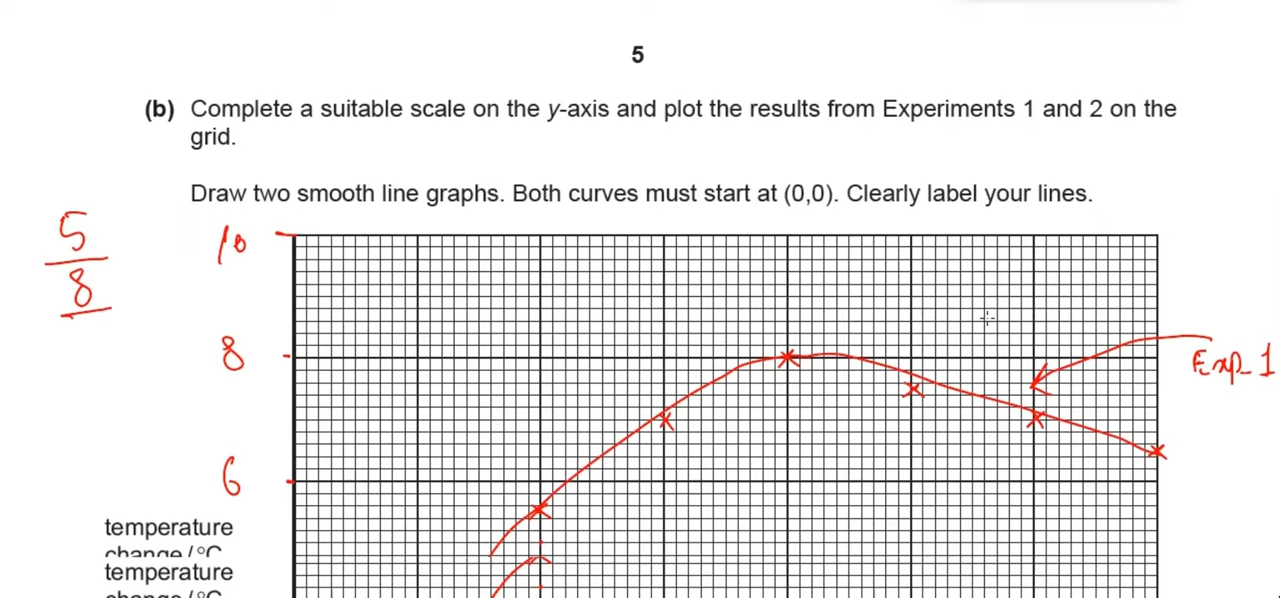 5
(b) Complete a suitable scale on the y-axis and plot the results from Experiments 1 and 2 on the
grid.
Draw two smooth line graphs. Both curves must start at (0,0). Clearly label your lines.
5
8
10
8
Exp 1
6
temperature
change / °C
temperature
change / °C